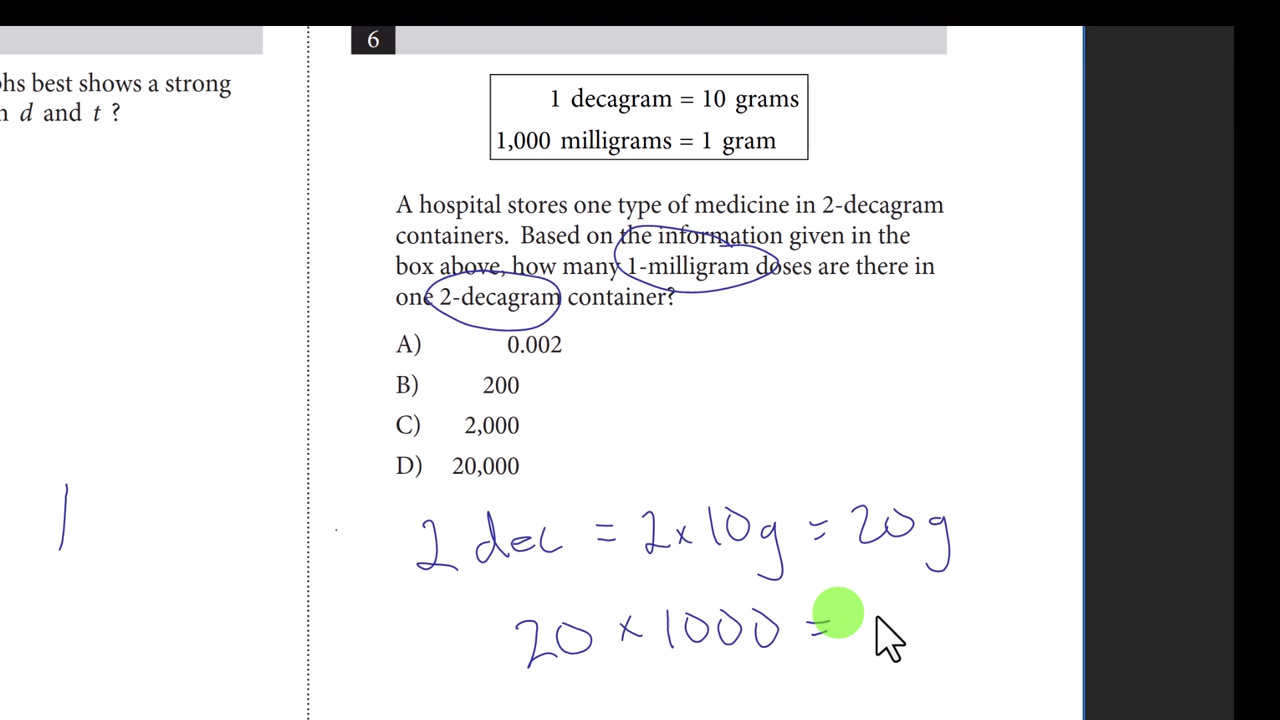 hs best shows a strong
d and t ?
6
1 decagram = 10 grams
1,000 milligrams = 1 gram
A hospital stores one type of medicine in 2-decagram
containers. Based on the information given in the
box above, how many 1-milligram doses are there in
one 2-decagram container?
A) 0.002
B) 200
C) 2,000
D) 20,000
2 dec = 2x10g = 20g
20 x 1000 =